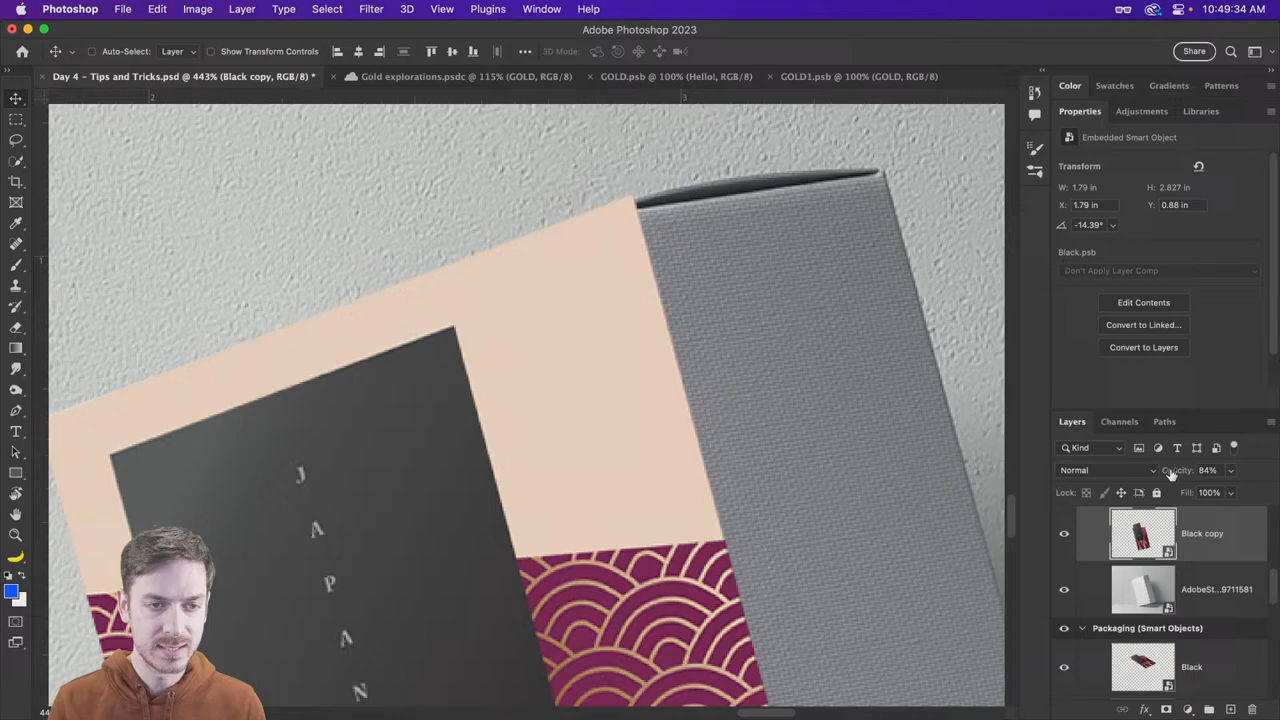 Photoshop File Edit Image Layer Type Select Filter 3D View Plugins Window Help 10:49:34 AM
Adobe Photoshop 2023
Auto-Select: Layer Show Transform Controls 3D Mode: Share
Day 4 – Tips and Tricks.psd @ 443% (Black copy, RGB/8) * Gold explorations.psdc @ 115% (GOLD, RGB/8) GOLD.psb @ 100% (Hello!, RGB/8) GOLD1.psb @ 100% (GOLD, RGB/8)
2 3
Color Swatches Gradients Patterns
Properties Adjustments Libraries
Embedded Smart Object
Transform
W: 1.79 in H: 2.827 in
X: 1.79 in Y: 0.88 in
-14.39°
Black.psb
Don't Apply Layer Comp
Edit Contents
Convert to Linked...
Convert to Layers
Layers Channels Paths
Kind
Normal Opacity: 84%
Lock: Fill: 100%
Black copy
AdobeSt...9711581
Packaging (Smart Objects)
Black
J
A
P
A
N
44